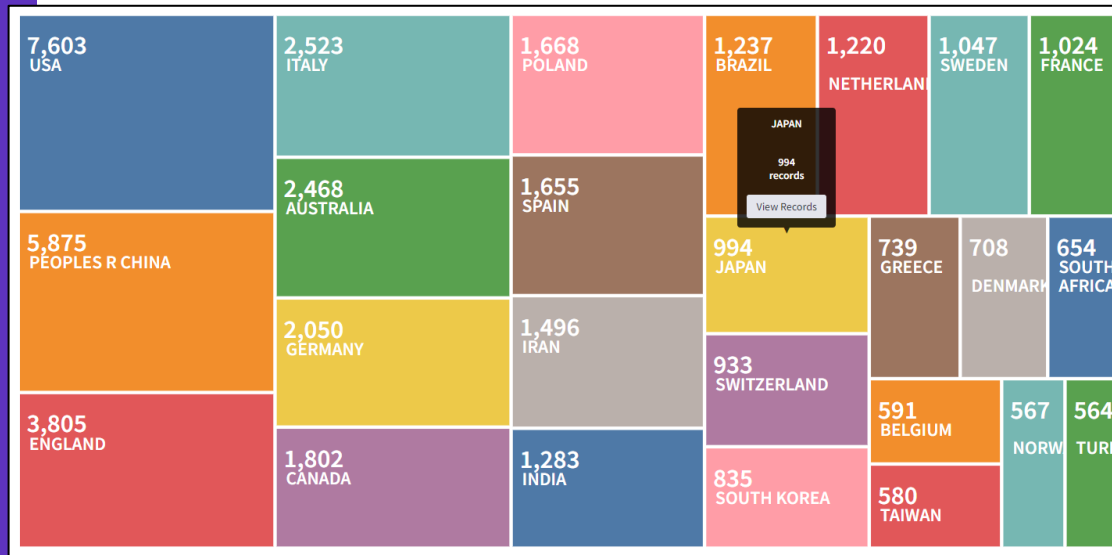 7,603
USA
2,523
ITALY
1,668
POLAND
1,237
BRAZIL
1,220
NETHERLAN
1,047
SWEDEN
1,024
FRANCE
JAPAN
994
records
View Records
2,468
AUSTRALIA
1,655
SPAIN
5,875
PEOPLES R CHINA
994
JAPAN
739
GREECE
708
DENMARK
654
SOUTH
AFRICA
2,050
GERMANY
1,496
IRAN
933
SWITZERLAND
3,805
ENGLAND
591
BELGIUM
567
NORW
564
TUR
1,802
CANADA
1,283
INDIA
835
SOUTH KOREA
580
TAIWAN